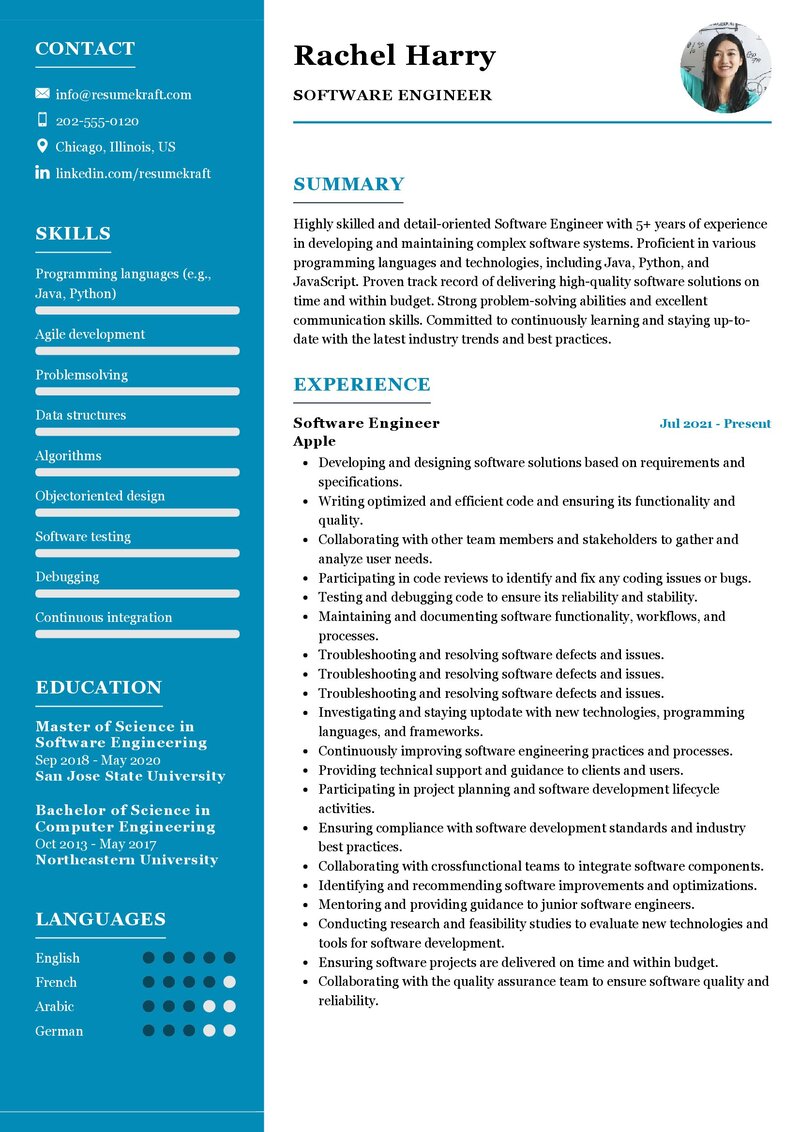 CONTACT
info@resumekraft.com
202-555-0120
Chicago, Illinois, US
linkedin.com/resumekraft
SKILLS
Programming languages (e.g.,
Java, Python)
Agile development
Problemsolving
Data structures
Algorithms
Objectoriented design
Software testing
Debugging
Continuous integration
EDUCATION
Master of Science in
Software Engineering
Sep 2018 - May 2020
San Jose State University
Bachelor of Science in
Computer Engineering
Oct 2013 - May 2017
Northeastern University
LANGUAGES
English
French
Arabic
German
Rachel Harry
SOFTWARE ENGINEER
SUMMARY
Highly skilled and detail-oriented Software Engineer with 5+ years of experience
in developing and maintaining complex software systems. Proficient in various
programming languages and technologies, including Java, Python, and
JavaScript. Proven track record of delivering high-quality software solutions on
time and within budget. Strong problem-solving abilities and excellent
communication skills. Committed to continuously learning and staying up-to-
date with the latest industry trends and best practices.
EXPERIENCE
Software Engineer Jul 2021 - Present
Apple
• Developing and designing software solutions based on requirements and
specifications.
• Writing optimized and efficient code and ensuring its functionality and
quality.
• Collaborating with other team members and stakeholders to gather and
analyze user needs.
• Participating in code reviews to identify and fix any coding issues or bugs.
• Testing and debugging code to ensure its reliability and stability.
• Maintaining and documenting software functionality, workflows, and
processes.
• Troubleshooting and resolving software defects and issues.
• Troubleshooting and resolving software defects and issues.
• Troubleshooting and resolving software defects and issues.
• Investigating and staying uptodate with new technologies, programming
languages, and frameworks.
• Continuously improving software engineering practices and processes.
• Providing technical support and guidance to clients and users.
• Participating in project planning and software development lifecycle
activities.
• Ensuring compliance with software development standards and industry
best practices.
• Collaborating with crossfunctional teams to integrate software components.
• Identifying and recommending software improvements and optimizations.
• Mentoring and providing guidance to junior software engineers.
• Conducting research and feasibility studies to evaluate new technologies and
tools for software development.
• Ensuring software projects are delivered on time and within budget.
• Collaborating with the quality assurance team to ensure software quality and
reliability.